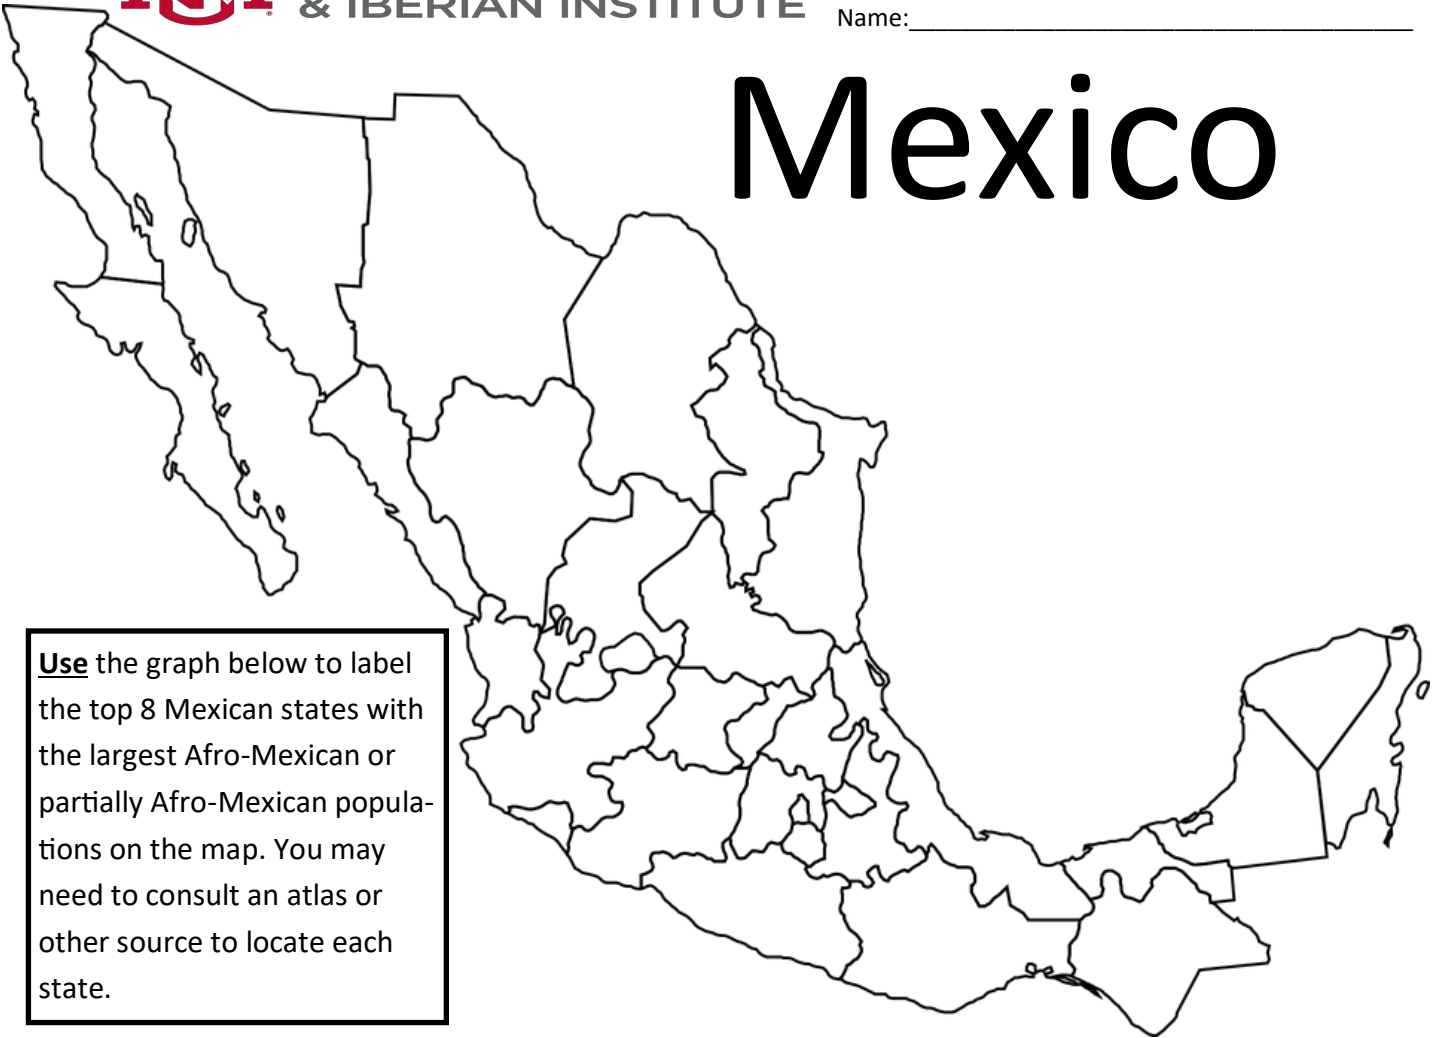 & IBERIAN INSTITUTE
Name:____________________________________
Mexico
Use the graph below to label
the top 8 Mexican states with
the largest Afro-Mexican or
partially Afro-Mexican popula-
tions on the map. You may
need to consult an atlas or
other source to locate each
state.